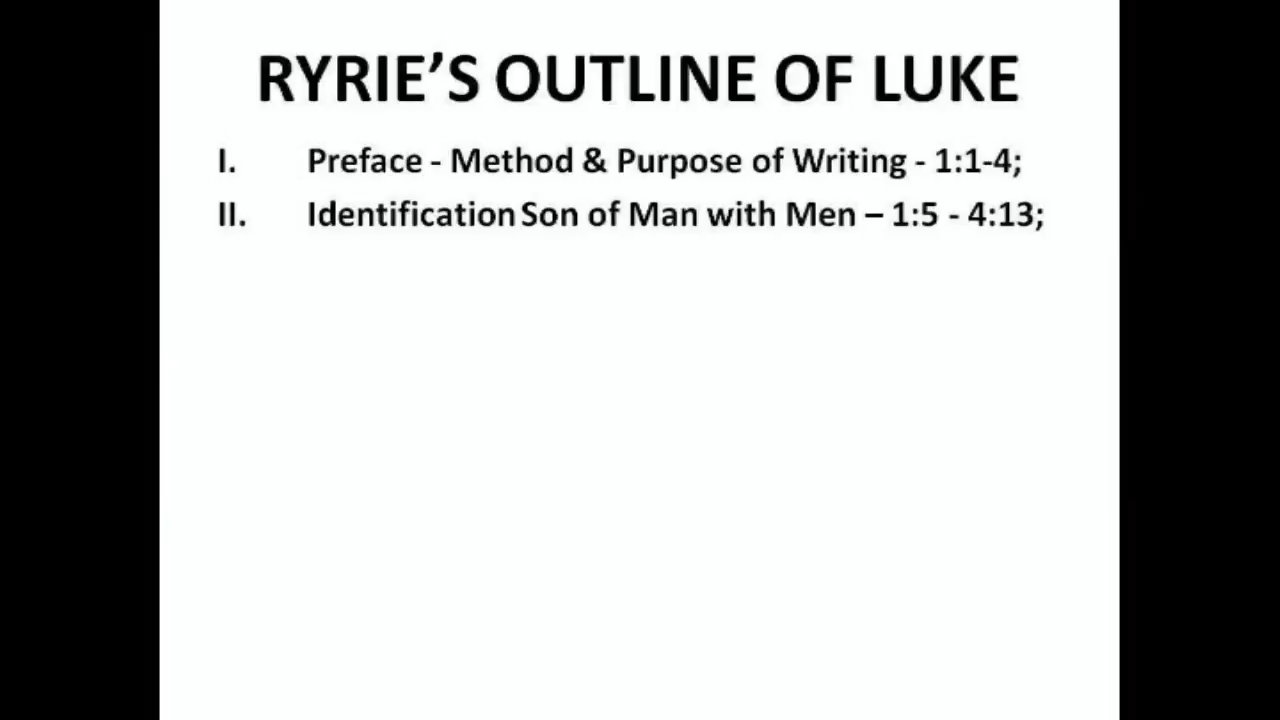 RYRIE’S OUTLINE OF LUKE
I. Preface - Method & Purpose of Writing - 1:1-4;
II. Identification Son of Man with Men – 1:5 - 4:13;